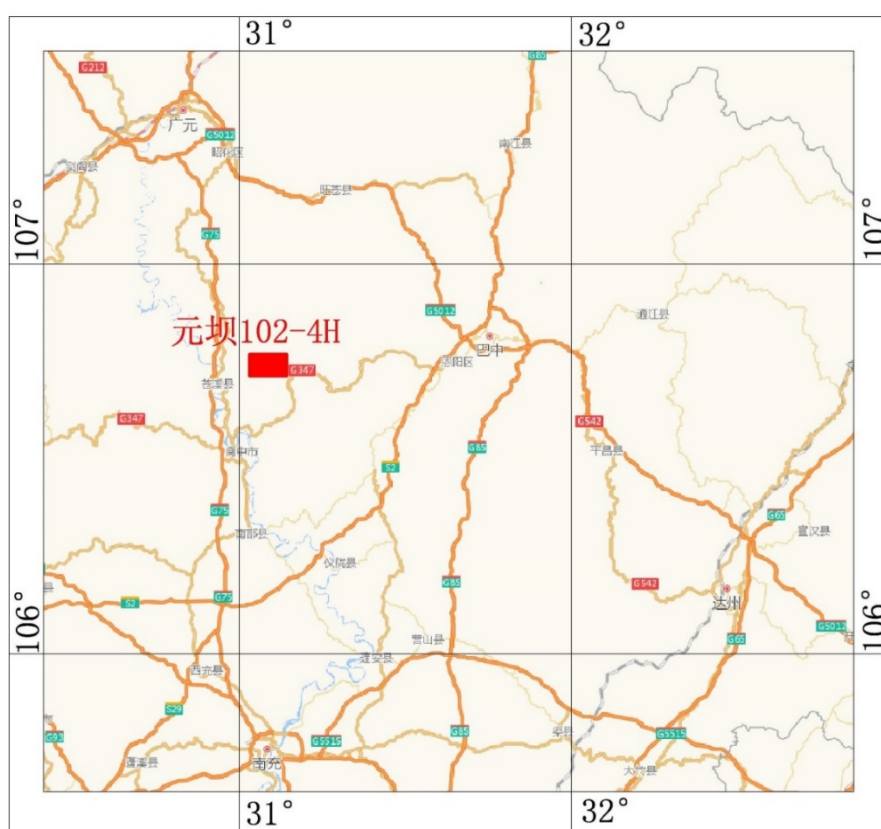 31°
32°
G85
G212
广元
G5012
南江县
昭化区
剑阁县
旺苍县
G75
107°
107°
G5012
通江县
元坝102-4H
巴中
恩阳区
G347
苍溪县
G347
G542
阆中市
G85
平昌县
S2
G75
G65
宣汉县
南部县
仪陇县
G85
G542
G75
S2
达州
106°
106°
G5012
营山县
G65
蓬安县
西充县
S29
G93
G5515
G85
渠县
G5515
南充
蓬溪县
大竹县
31°
32°